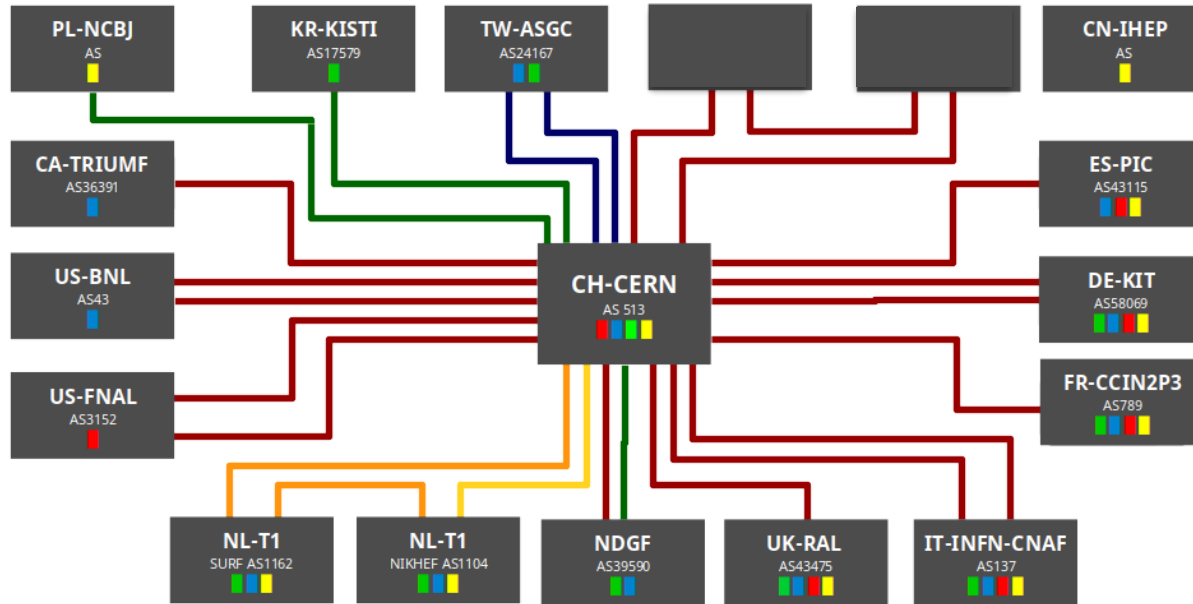 PL-NCBJ
AS
KR-KISTI
AS17579
TW-ASGC
AS24167
CN-IHEP
AS
CA-TRIUMF
AS36391
ES-PIC
AS43115
US-BNL
AS43
CH-CERN
AS 513
DE-KIT
AS58069
US-FNAL
AS3152
FR-CCIN2P3
AS789
NL-T1
SURF AS1162
NL-T1
NIKHEF AS1104
NDGF
AS39590
UK-RAL
AS43475
IT-INFN-CNAF
AS137